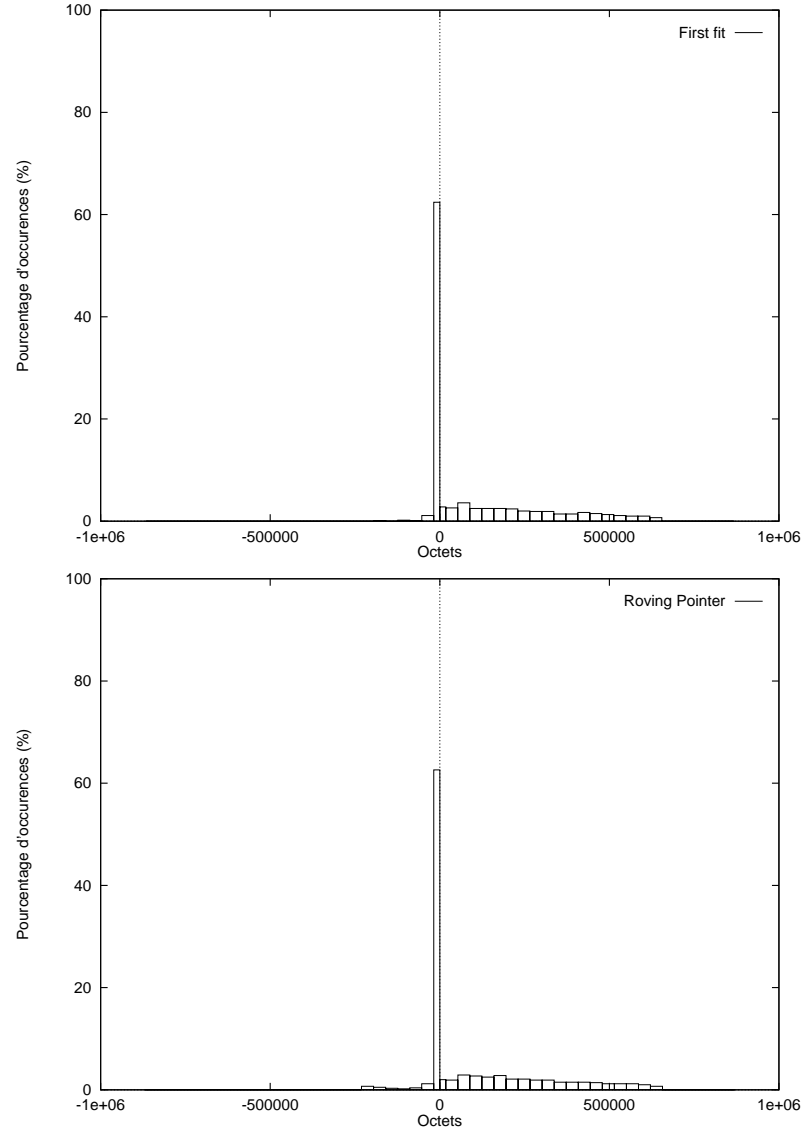 100
First fit
80
60
Pourcentage d'occurences (%)
40
20
0
-1e+06 -500000 0 500000 1e+06
Octets
100
Roving Pointer
80
60
Pourcentage d'occurences (%)
40
20
0
-1e+06 -500000 0 500000 1e+06
Octets